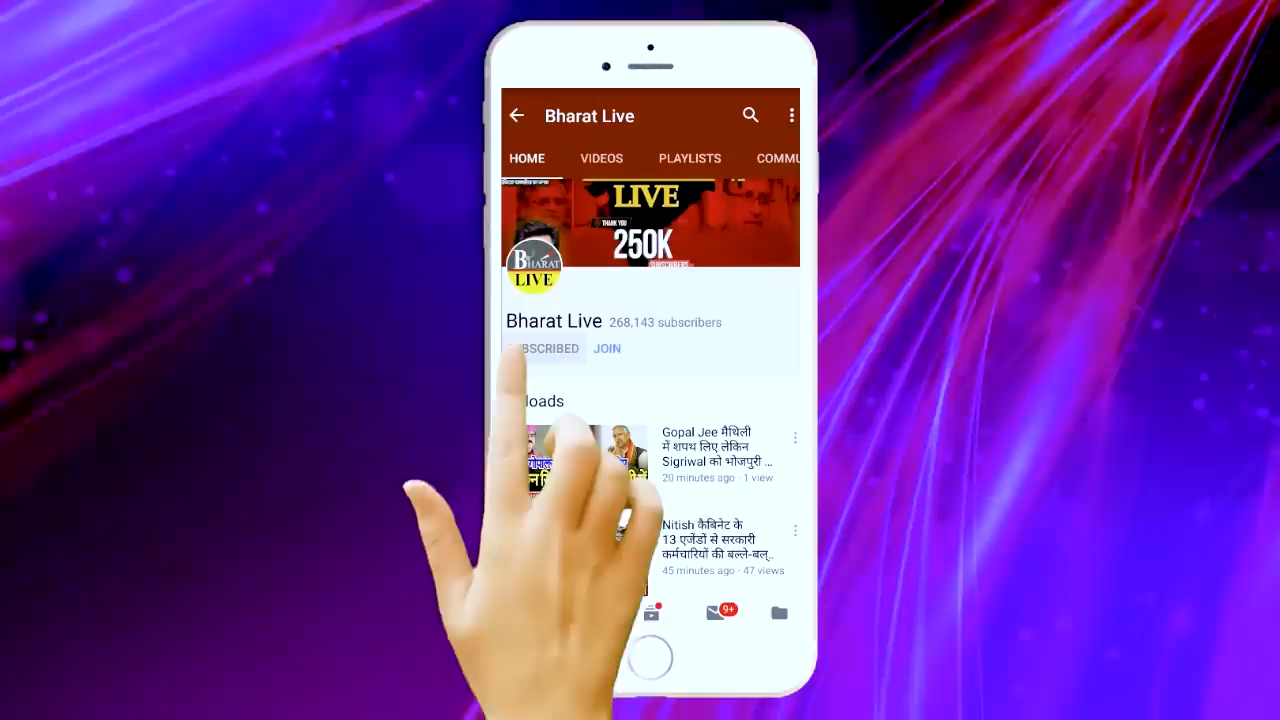 Bharat Live
HOME VIDEOS PLAYLISTS COMMU
LIVE
THANK YOU
250K
SUBSCRIBERS
BHARAT
LIVE
Bharat Live 268,143 subscribers
BSCRIBED JOIN
loads
Gopal Jee मैथिली
में शपथ लिए लेकिन
Sigriwal को भोजपुरी ...
20 minutes ago · 1 view
Nitish कैबिनेट के
13 एजेंडों से सरकारी
कर्मचारियों की बल्ले-बल्..
45 minutes ago · 47 views
9+